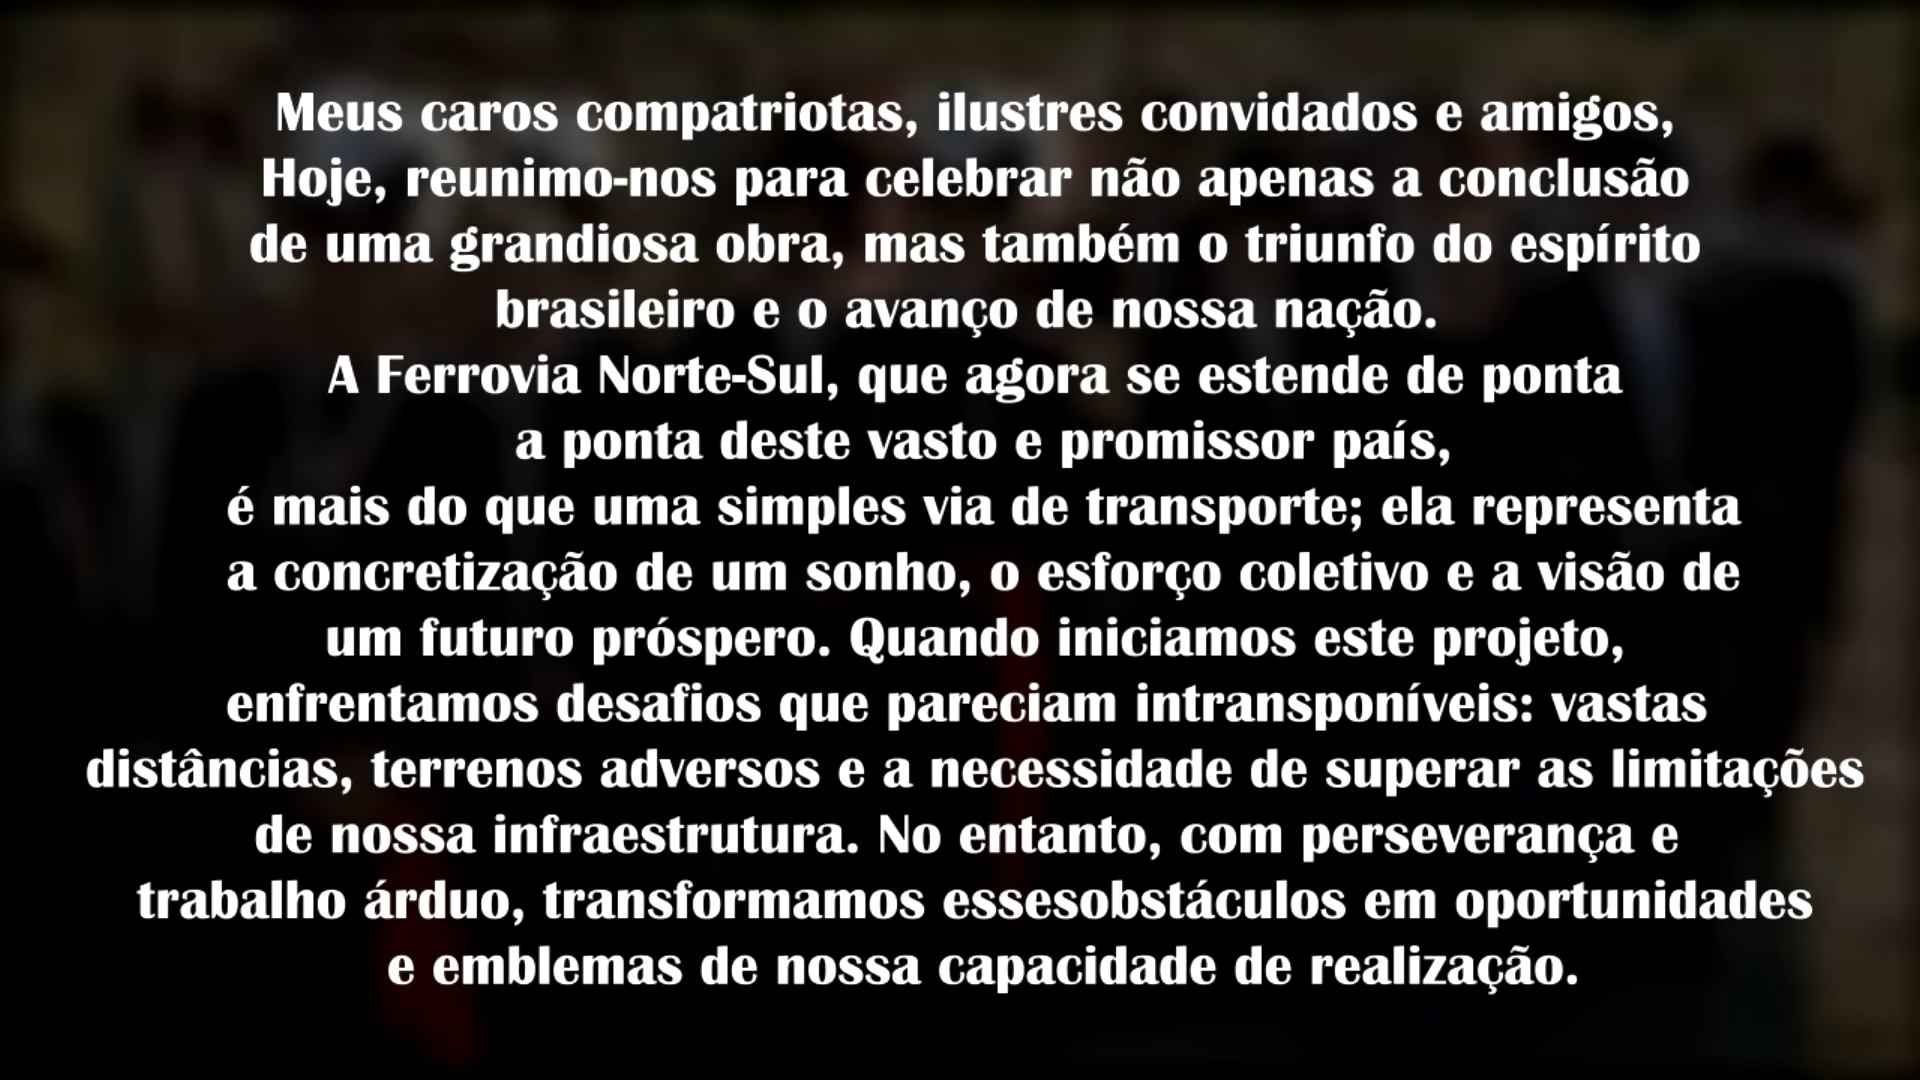 Meus caros compatriotas, ilustres convidados e amigos,
Hoje, reunimo-nos para celebrar não apenas a conclusão
de uma grandiosa obra, mas também o triunfo do espírito
brasileiro e o avanço de nossa nação.
A Ferrovia Norte-Sul, que agora se estende de ponta
a ponta deste vasto e promissor país,
é mais do que uma simples via de transporte; ela representa
a concretização de um sonho, o esforço coletivo e a visão de
um futuro próspero. Quando iniciamos este projeto,
enfrentamos desafios que pareciam intransponíveis: vastas
distâncias, terrenos adversos e a necessidade de superar as limitações
de nossa infraestrutura. No entanto, com perseverança e
trabalho árduo, transformamos essesobstáculos em oportunidades
e emblemas de nossa capacidade de realização.